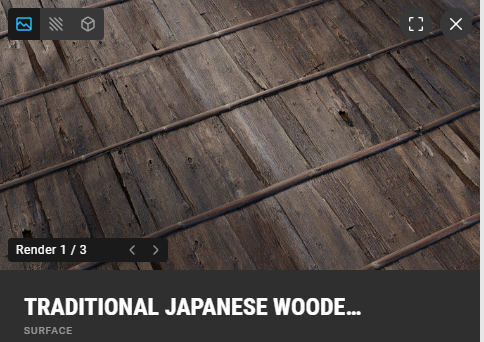 Render 1 / 3
TRADITIONAL JAPANESE WOODE...
SURFACE